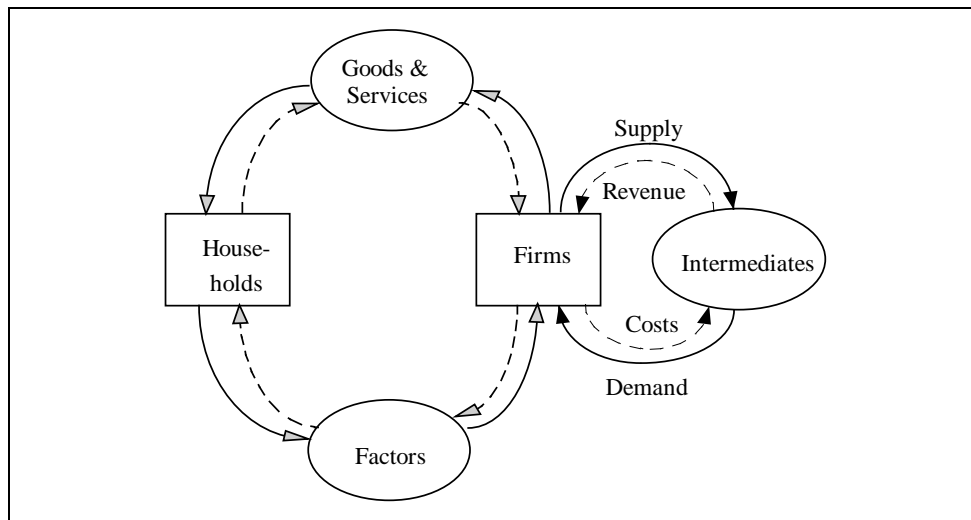 Goods &
Services
Supply
Revenue
House-
holds
Firms
Intermediates
Costs
Demand
Factors